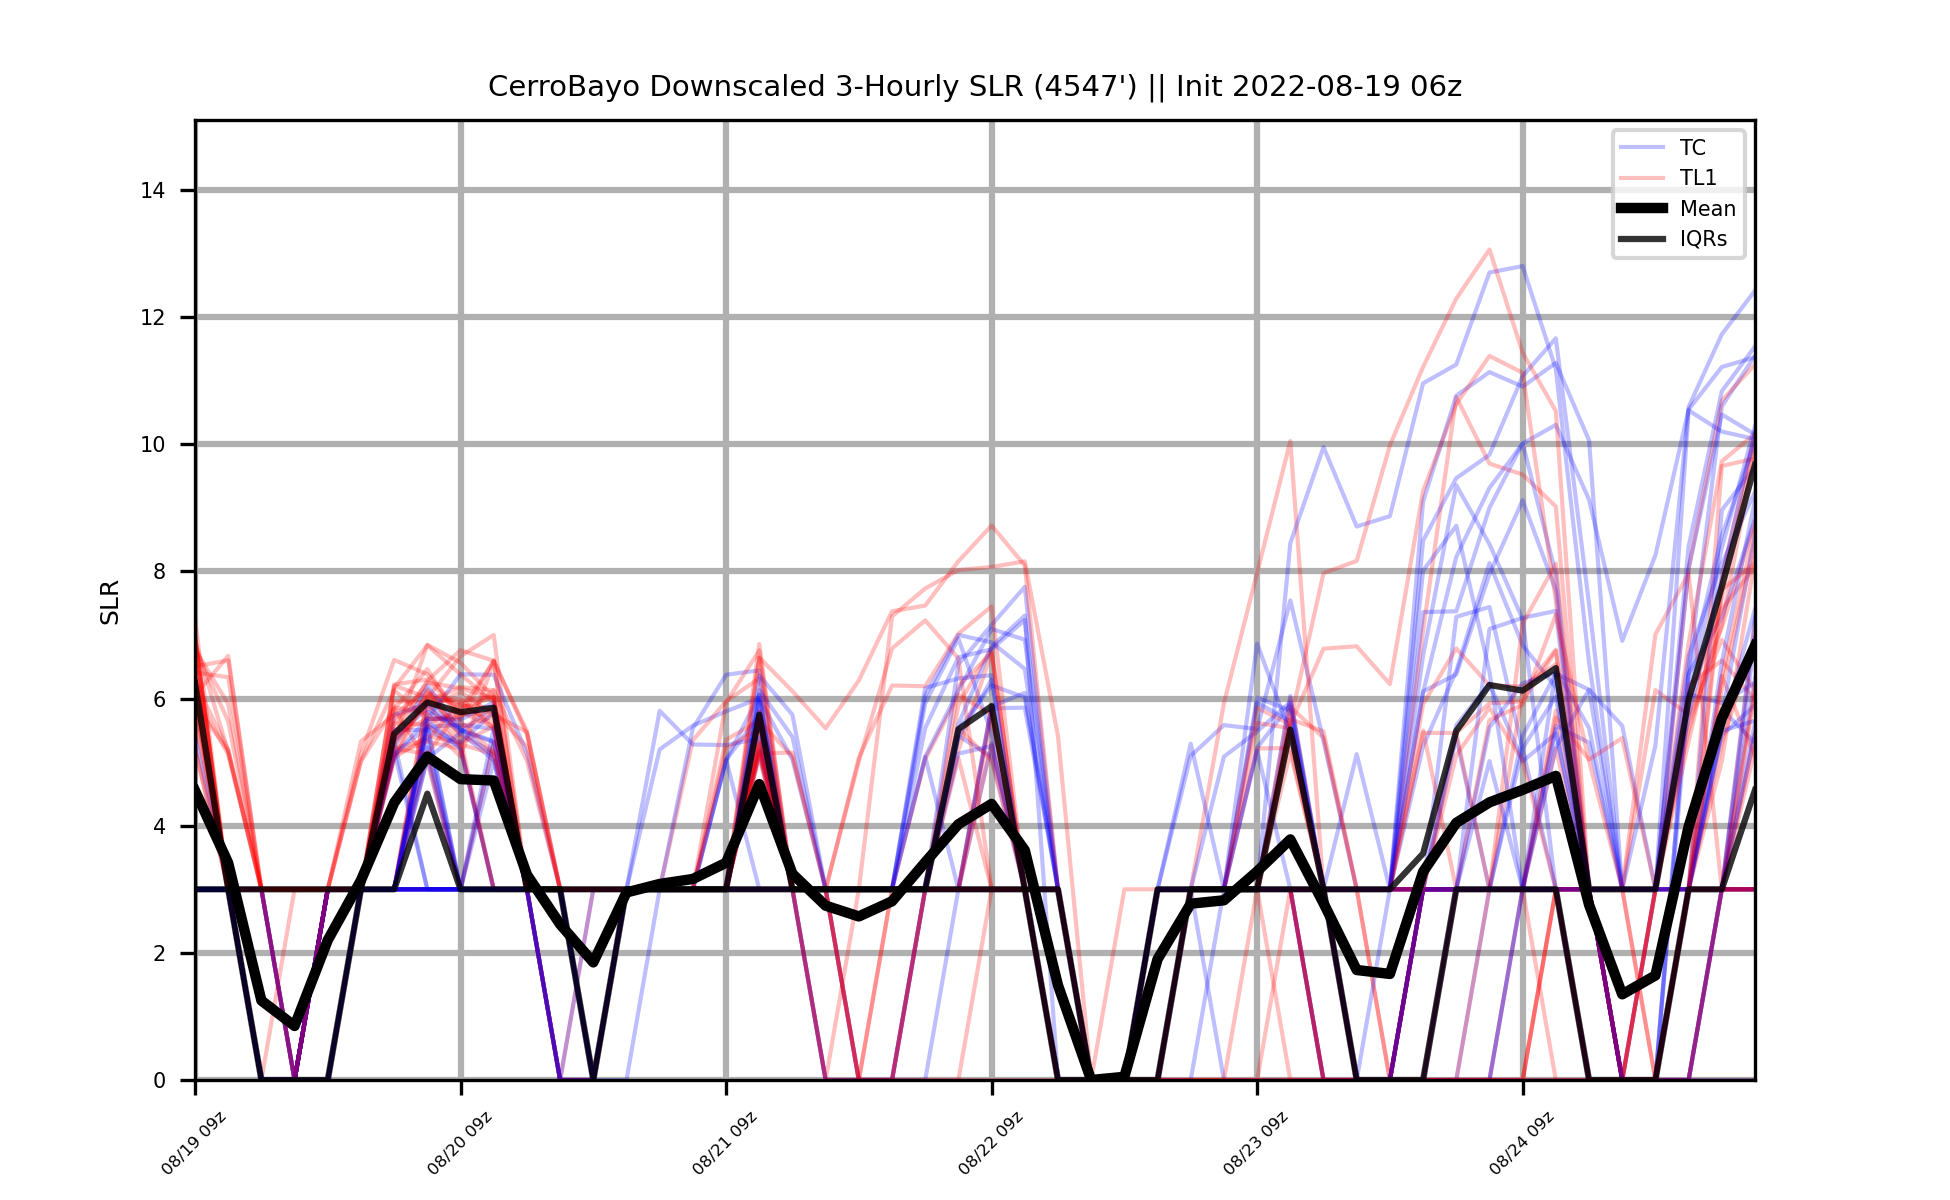 CerroBayo Downscaled 3-Hourly SLR (4547') || Init 2022-08-19 06z
TC
TL1
Mean
IQRs
SLR
14
12
10
8
6
4
2
0
08/19 09z
08/20 09z
08/21 09z
08/22 09z
08/23 09z
08/24 09z